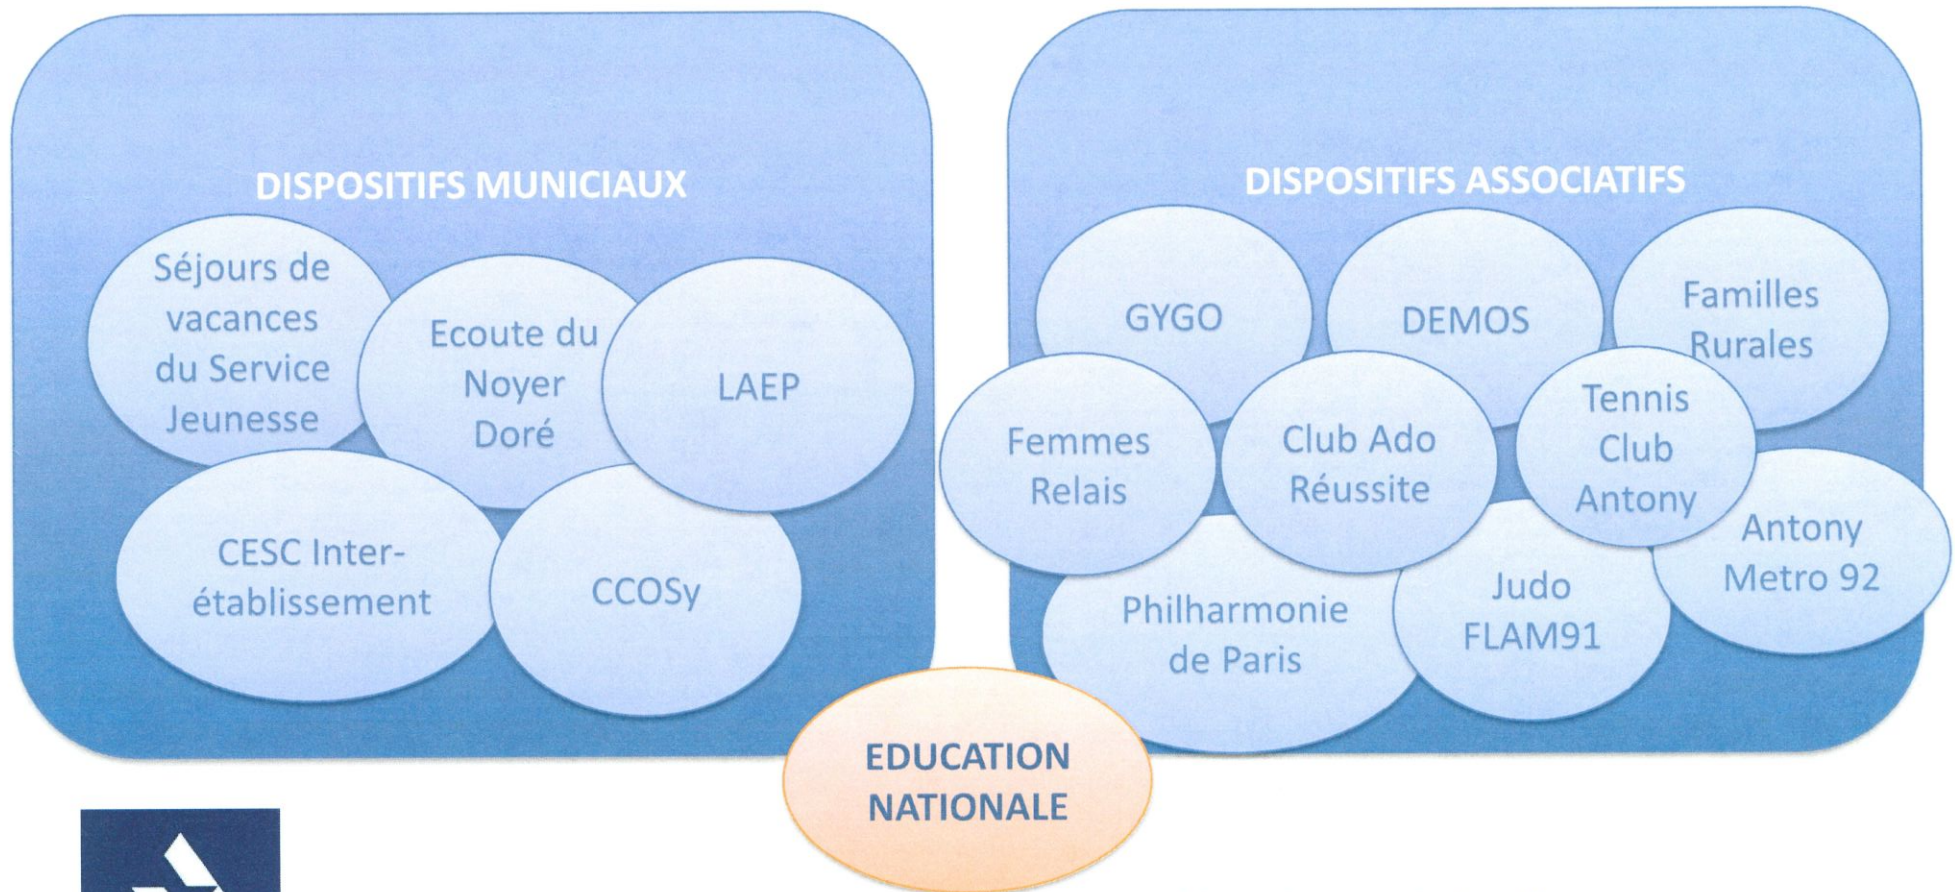 DISPOSITIFS MUNICIAUX
Séjours de
vacances
du Service
Jeunesse
Ecoute du
Noyer
Doré
LAEP
CESC Inter-
établissement
CCOSy
DISPOSITIFS ASSOCIATIFS
GYGO
DEMOS
Familles
Rurales
Femmes
Relais
Club Ado
Réussite
Tennis
Club
Antony
Antony
Metro 92
Philharmonie
de Paris
Judo
FLAM91
EDUCATION
NATIONALE